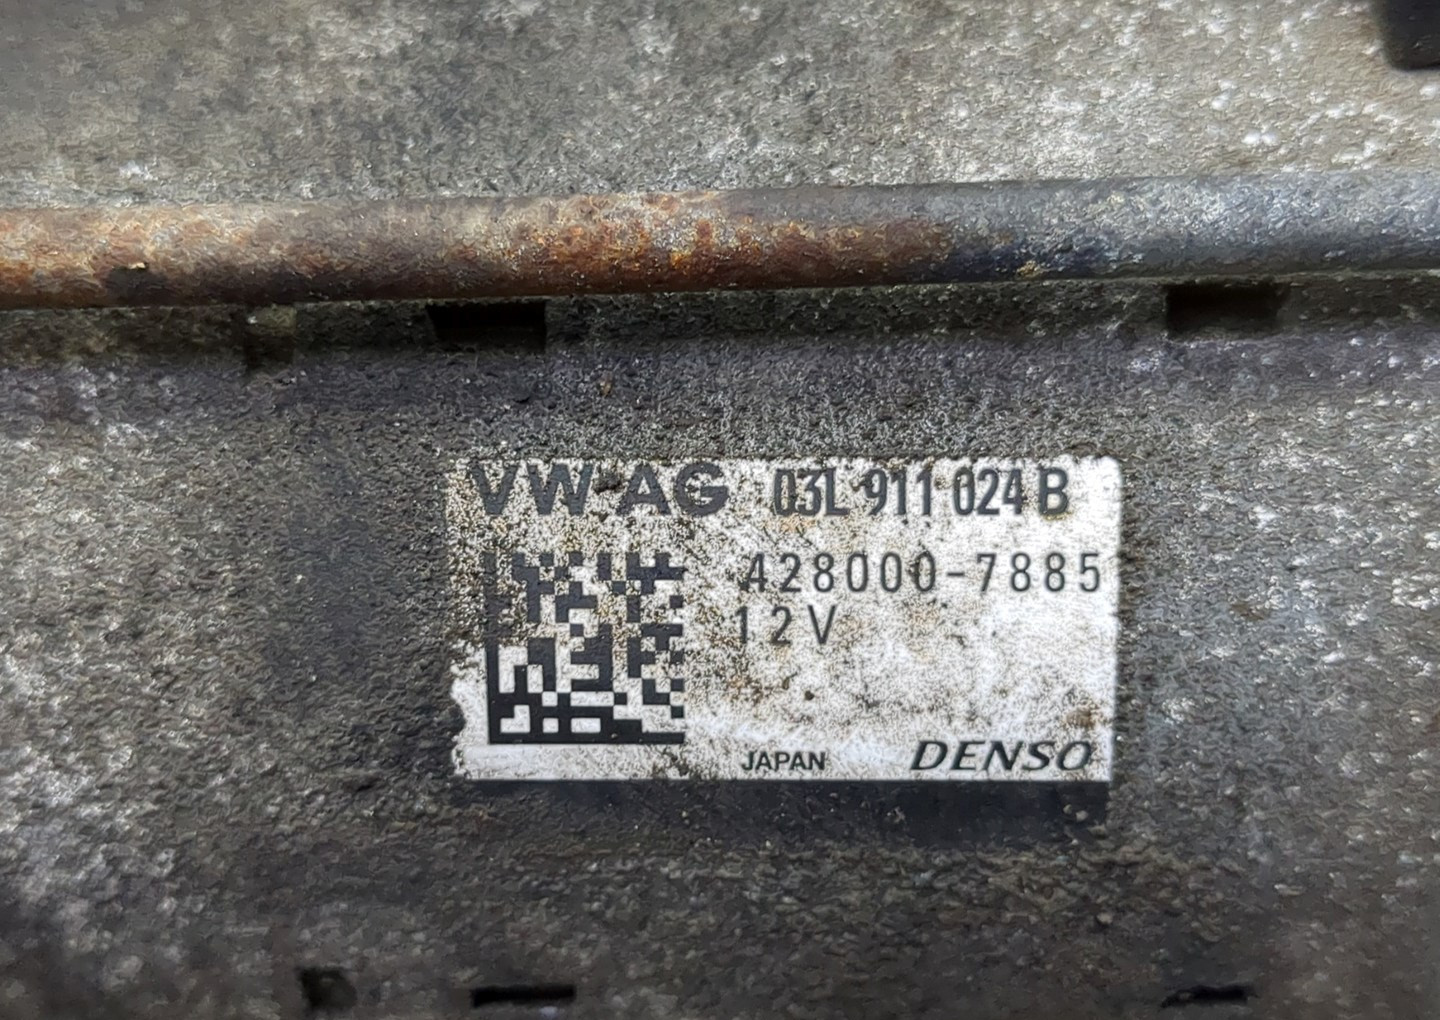 VW AG 03L 911 024 B
428000-7885
12V
JAPAN DENSO